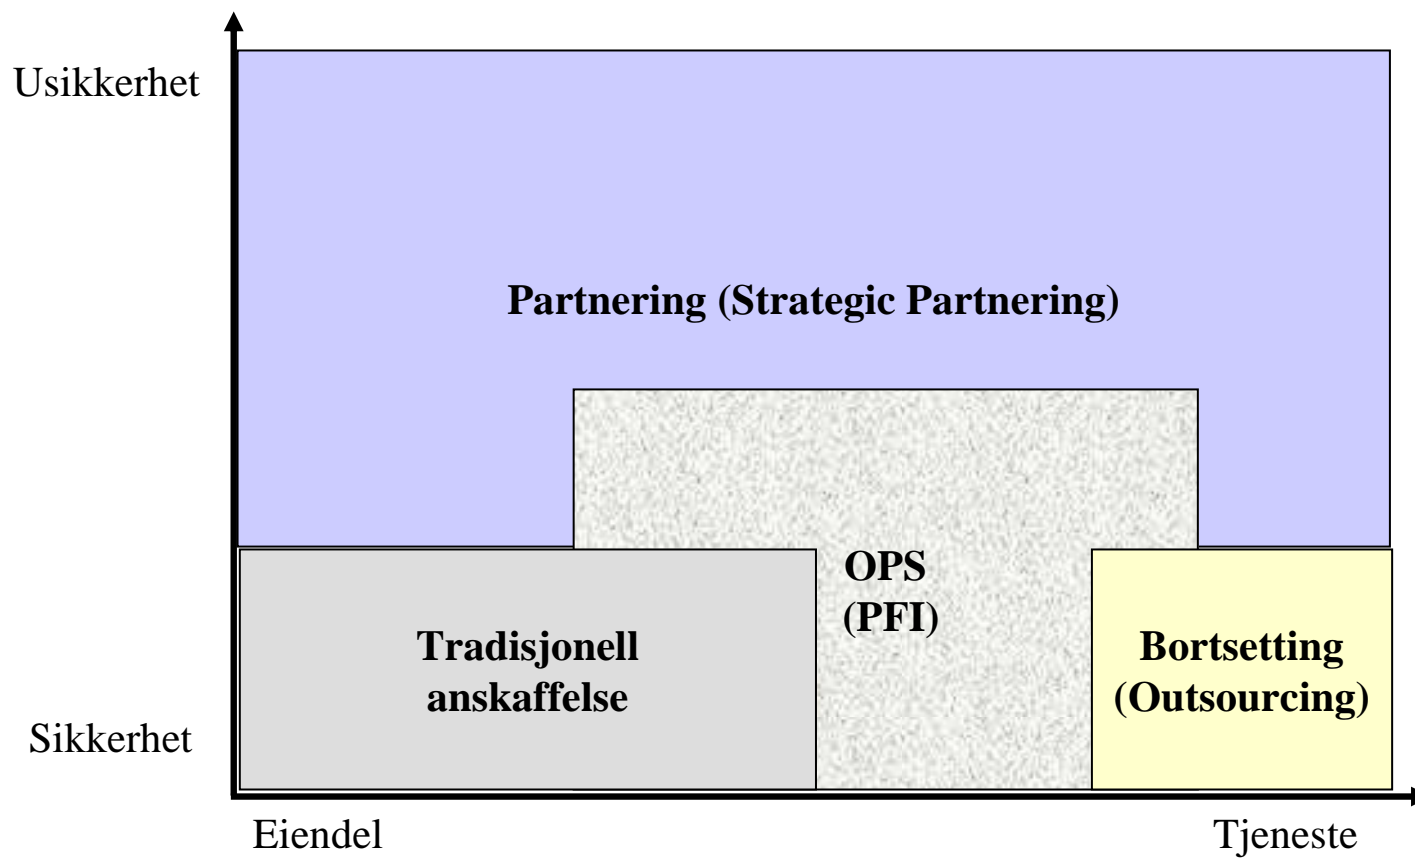 Usikkerhet
Partnering (Strategic Partnering)
OPS
(PFI)
Tradisjonell
anskaffelse
Bortsetting
(Outsourcing)
Sikkerhet
Eiendel
Tjeneste